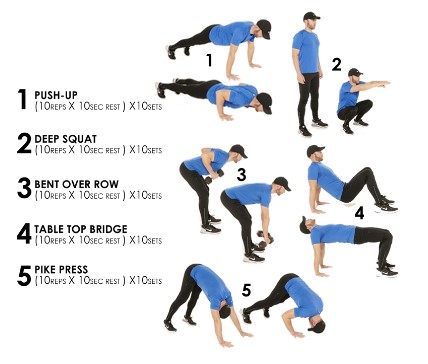 1 PUSH-UP
(10REPS X 10SEC REST ) X10SETS
2 DEEP SQUAT
(10REPS X 10SEC REST ) X10SETS
3 BENT OVER ROW
(10REPS X 10SEC REST ) X10SETS
4 TABLE TOP BRIDGE
(10REPS X 10SEC REST ) X10SETS
5 PIKE PRESS
(10REPS X 10SEC REST ) X10SETS
1
2
3
4
5